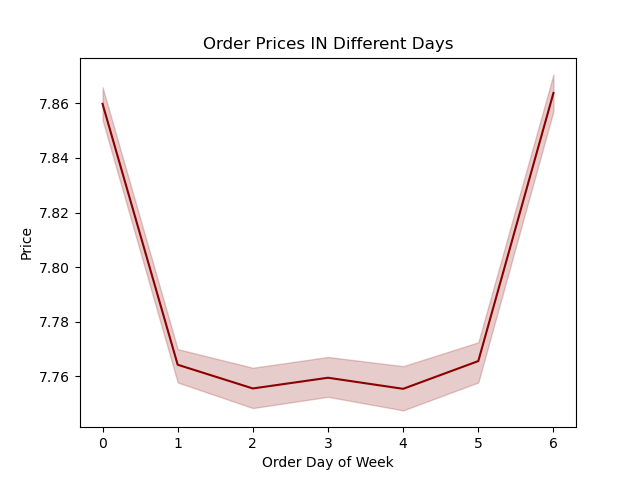 Order Prices IN Different Days
Price
7.86
7.84
7.82
7.80
7.78
7.76
0 1 2 3 4 5 6
Order Day of Week